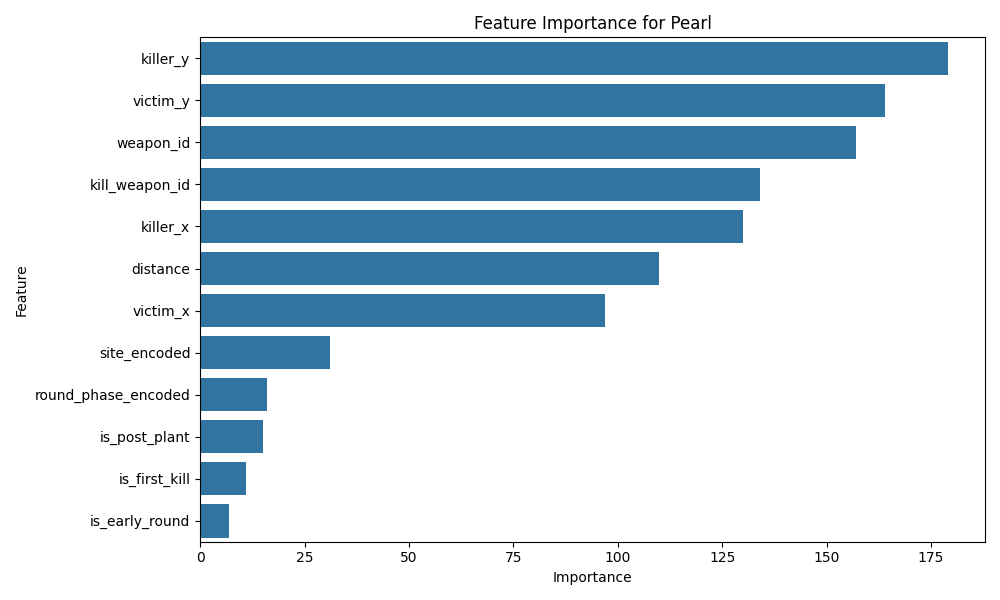 Feature Importance for Pearl
killer_y
victim_y
weapon_id
kill_weapon_id
killer_x
distance
victim_x
site_encoded
round_phase_encoded
is_post_plant
is_first_kill
is_early_round
Feature
0 25 50 75 100 125 150 175
Importance